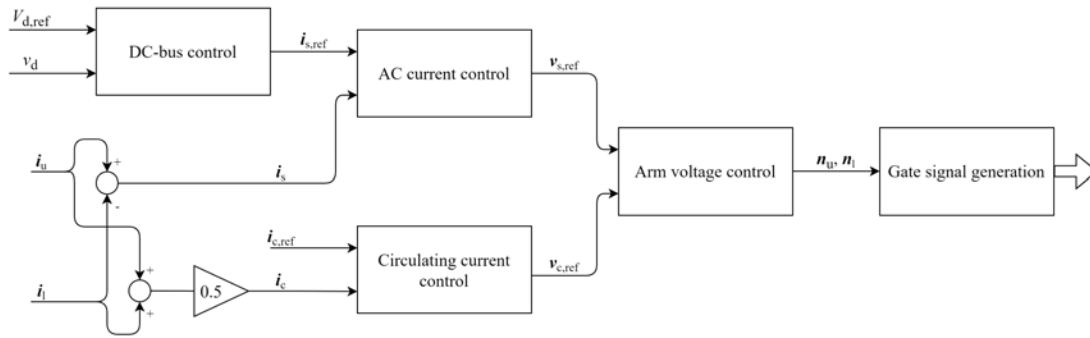 V_d,ref
DC-bus control
v_d
i_s,ref
AC current control
v_s,ref
i_u
+
-
i_s
Arm voltage control
n_u, n_l
Gate signal generation
i_c,ref
Circulating current
control
v_c,ref
+
i_l
0.5
i_c
+